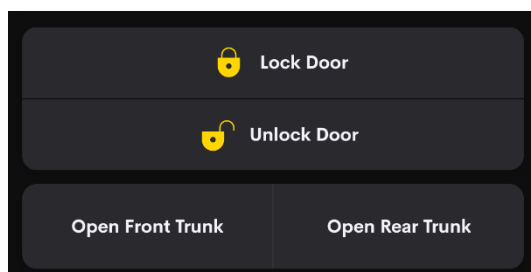 Lock Door
Unlock Door
Open Front Trunk
Open Rear Trunk